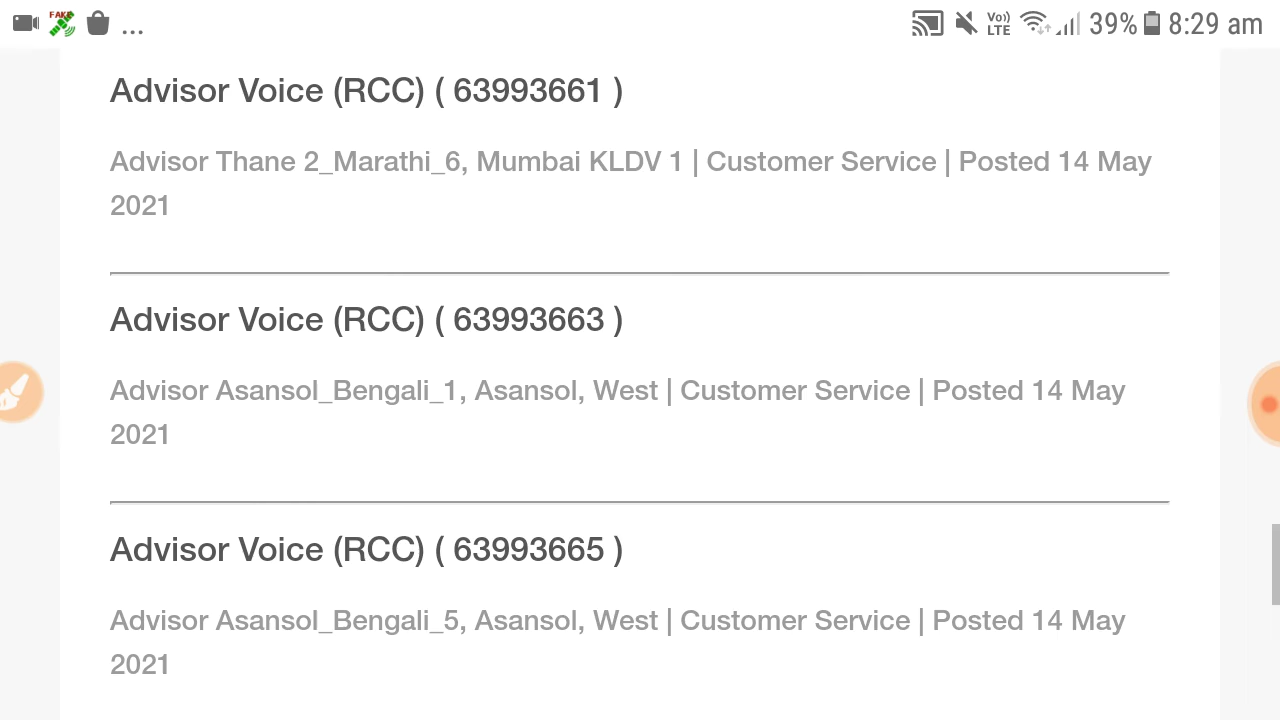 FAKE
...
Vo))
LTE
39%
8:29 am
Advisor Voice (RCC) ( 63993661 )
Advisor Thane 2_Marathi_6, Mumbai KLDV 1 | Customer Service | Posted 14 May
2021
Advisor Voice (RCC) ( 63993663 )
Advisor Asansol_Bengali_1, Asansol, West | Customer Service | Posted 14 May
2021
Advisor Voice (RCC) ( 63993665 )
Advisor Asansol_Bengali_5, Asansol, West | Customer Service | Posted 14 May
2021